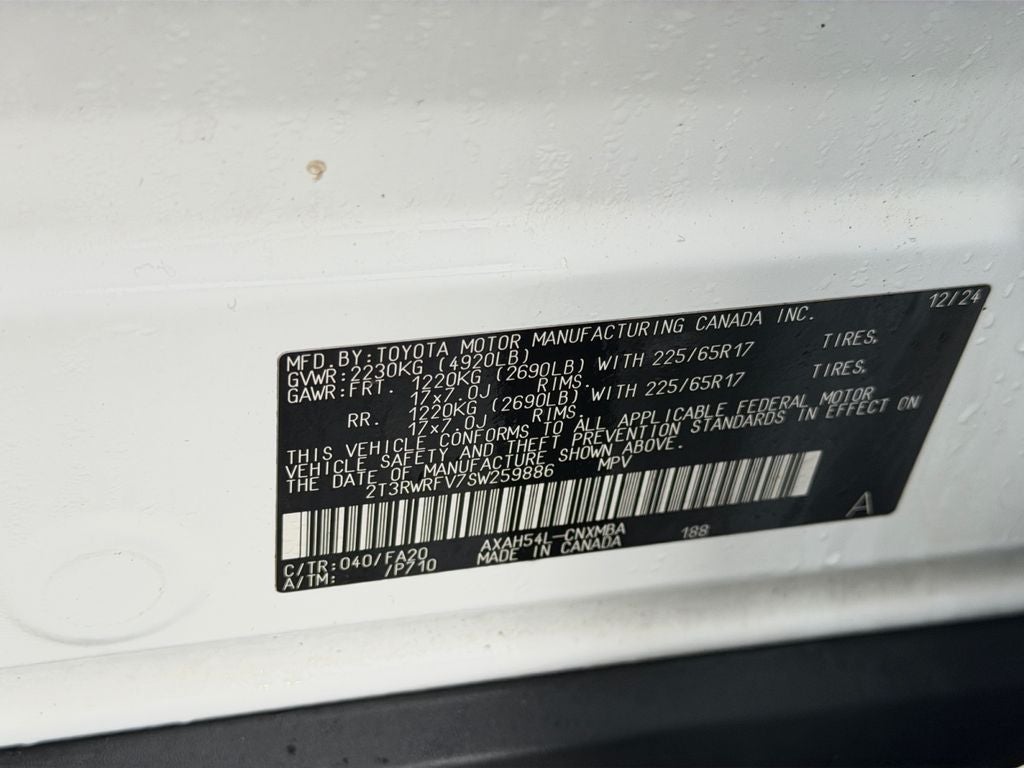 12/24
MFD. BY: TOYOTA MOTOR MANUFACTURING CANADA INC.
GVWR: 2230KG (4920LB)
GAWR: FRT. 1220KG (2690LB) WITH 225/65R17 TIRES,
17x7.0J RIMS.
RR. 1220KG (2690LB) WITH 225/65R17 TIRES,
17x7.0J RIMS.
THIS VEHICLE CONFORMS TO ALL APPLICABLE FEDERAL MOTOR
VEHICLE SAFETY AND THEFT PREVENTION STANDARDS IN EFFECT ON
THE DATE OF MANUFACTURE SHOWN ABOVE.
2T3RWRFV7SW259886 MPV
A
AXAH54L-CNXMBA 188
C/TR: 040/FA20 MADE IN CANADA
A/TM: /P710